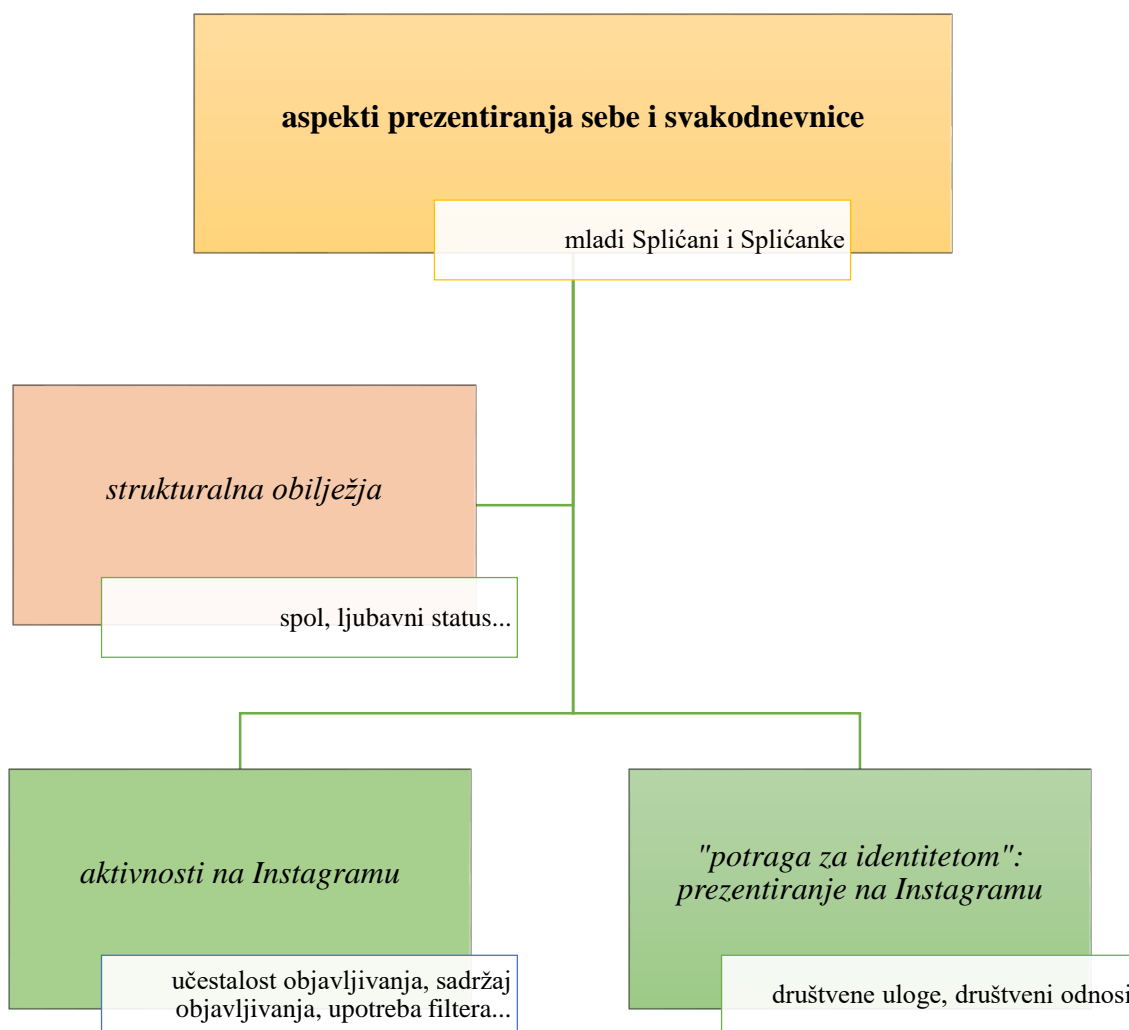 aspekti prezentiranja sebe i svakodnevnice
mladi Splićani i Splićanke
strukturalna obilježja
spol, ljubavni status...
aktivnosti na Instagramu
učestalost objavljivanja, sadržaj
objavljivanja, upotreba filtera...
"potraga za identitetom":
prezentiranje na Instagramu
društvene uloge, društveni odnosi